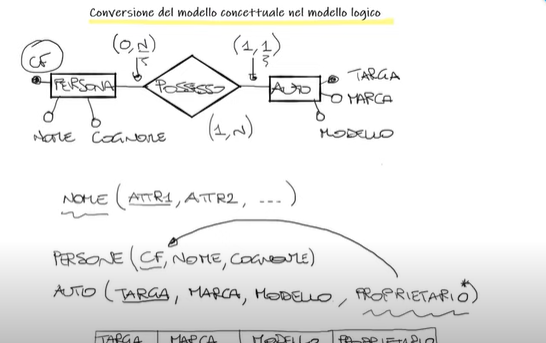 Conversione del modello concettuale nel modello logico
(0,N) (1,1)
CF
PERSONA POSSESSO AUTO TARGA
MARCA
NOME COGNOME (1,N) MODELLO
NOME (ATTR1, ATTR2, ...)
PERSONE (CF, NOME, COGNOME)
AUTO (TARGA, MARCA, MODELLO, PROPRIETARIO*)
TARGA MARCA MODELLO PROPRIETARIO